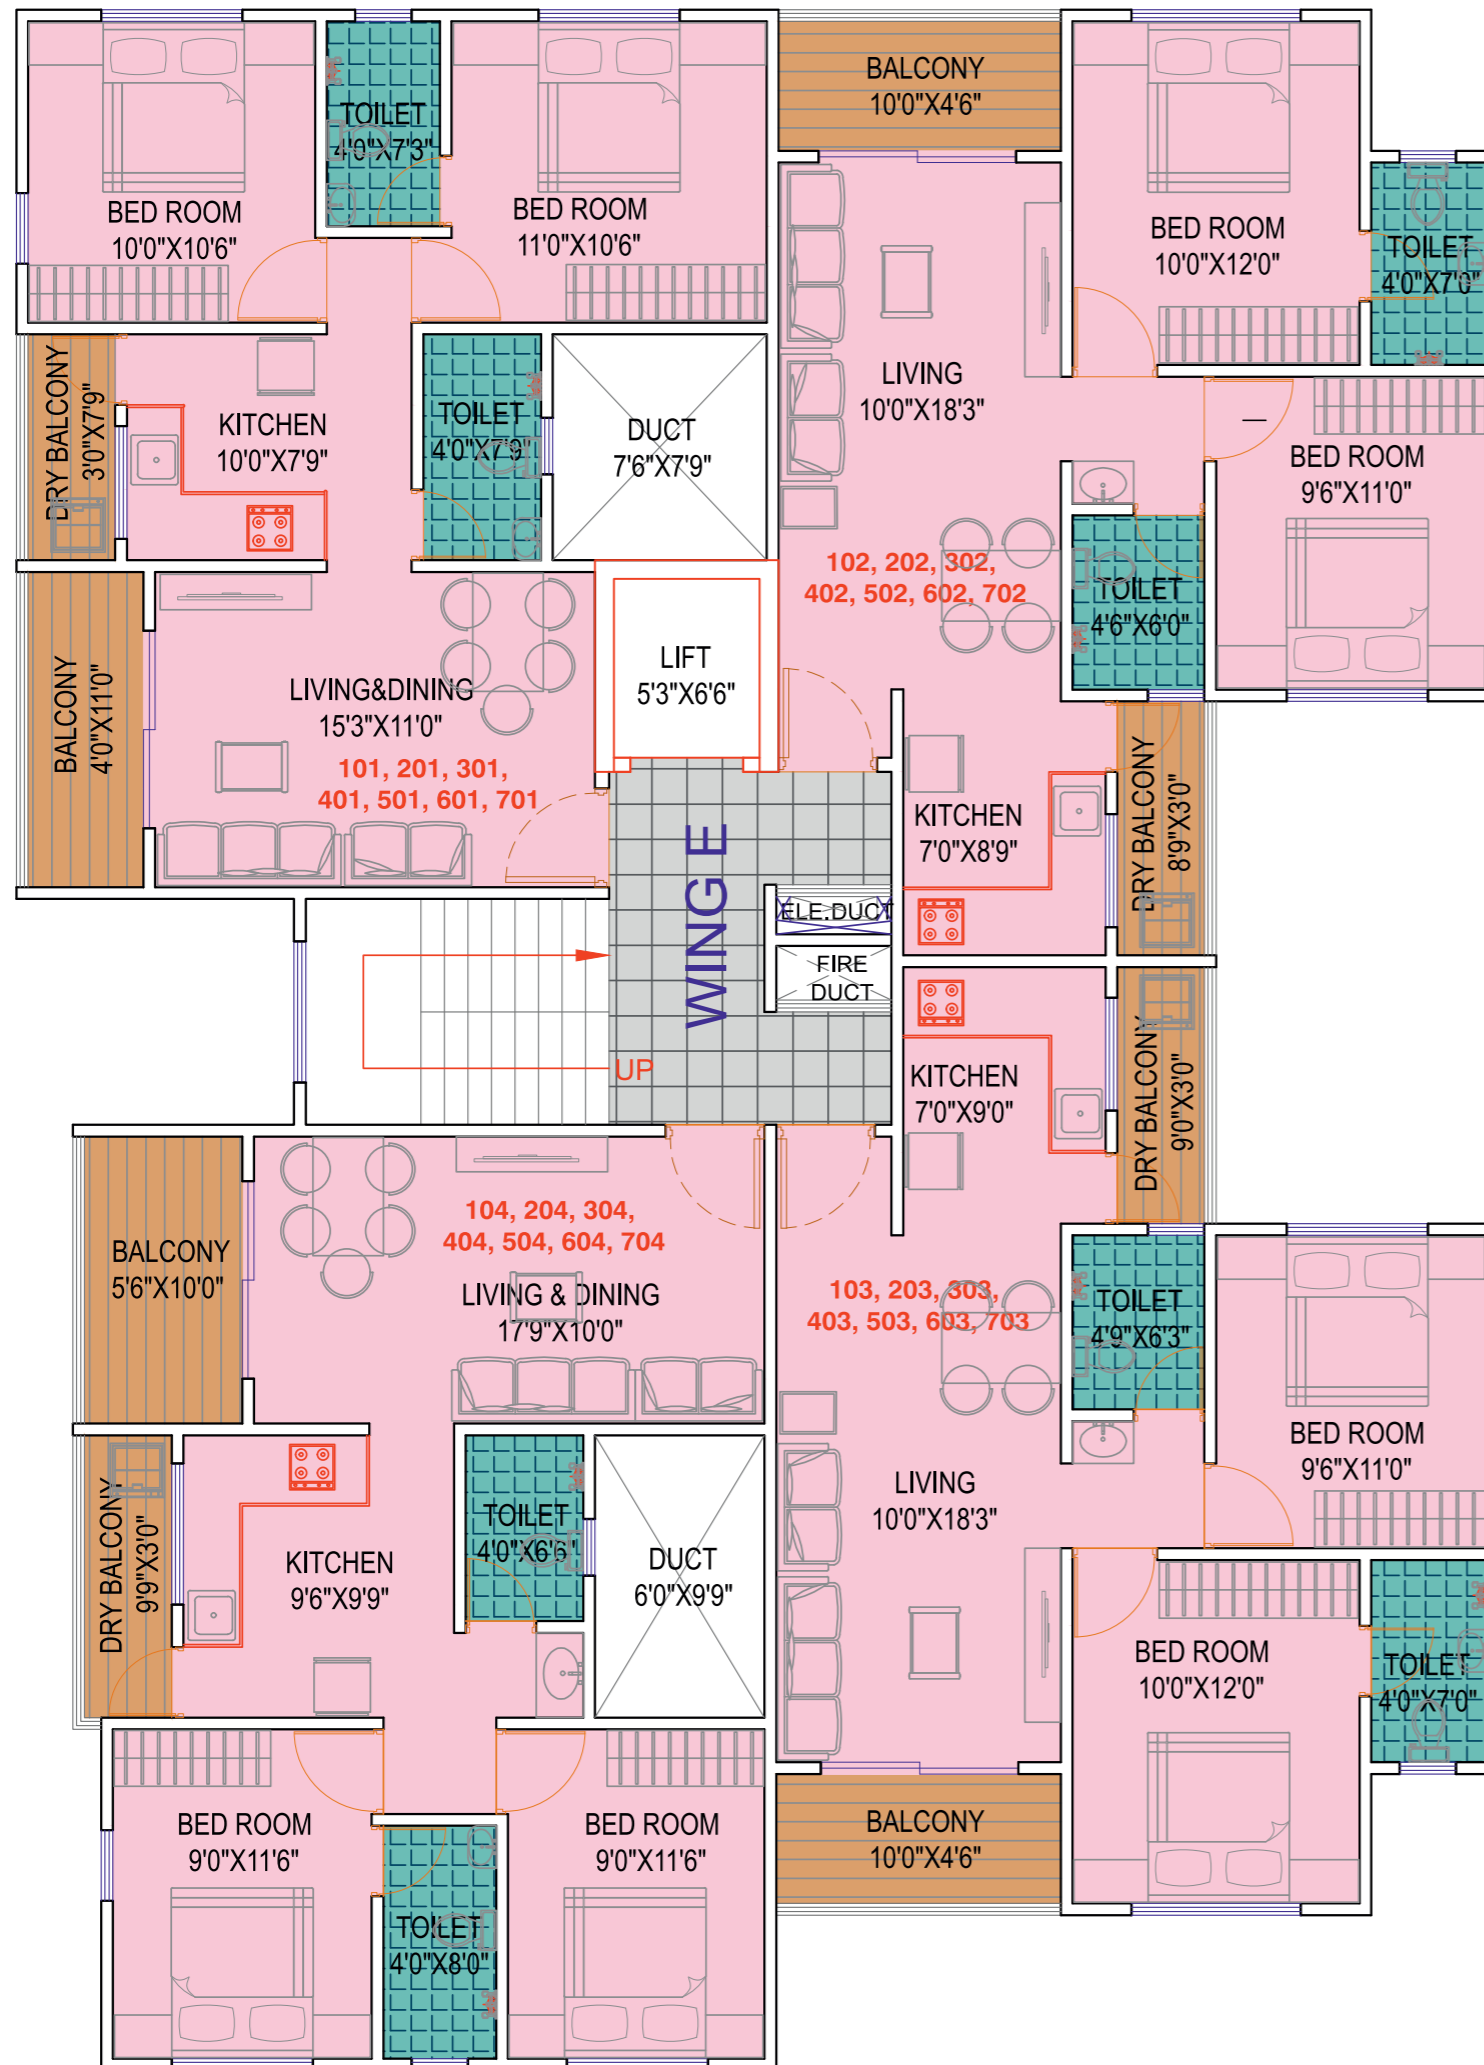 BED ROOM
10'0"X10'6"
TOILET
4'0"X7'3"
BED ROOM
11'0"X10'6"
BALCONY
10'0"X4'6"
BED ROOM
10'0"X12'0"
TOILET
4'0"X7'0"
DRY BALCONY
3'0"X7'9"
KITCHEN
10'0"X7'9"
TOILET
4'0"X7'9"
DUCT
7'6"X7'9"
LIVING
10'0"X18'3"
BED ROOM
9'6"X11'0"
102, 202, 302,
402, 502, 602, 702
TOILET
4'6"X6'0"
BALCONY
4'0"X11'0"
LIVING&DINING
15'3"X11'0"
101, 201, 301,
401, 501, 601, 701
LIFT
5'3"X6'6"
KITCHEN
7'0"X8'9"
DRY BALCONY
8'9"X3'0"
WING E
ELE.DUCT
FIRE
DUCT
UP
KITCHEN
7'0"X9'0"
DRY BALCONY
9'0"X3'0"
BALCONY
5'6"X10'0"
104, 204, 304,
404, 504, 604, 704
LIVING & DINING
17'9"X10'0"
103, 203, 303,
403, 503, 603, 703
TOILET
4'9"X6'3"
BED ROOM
9'6"X11'0"
LIVING
10'0"X18'3"
DRY BALCONY
9'9"X3'0"
KITCHEN
9'6"X9'9"
TOILET
4'0"X6'6"
DUCT
6'0"X9'9"
BED ROOM
10'0"X12'0"
TOILET
4'0"X7'0"
BED ROOM
9'0"X11'6"
TOILET
4'0"X8'0"
BED ROOM
9'0"X11'6"
BALCONY
10'0"X4'6"